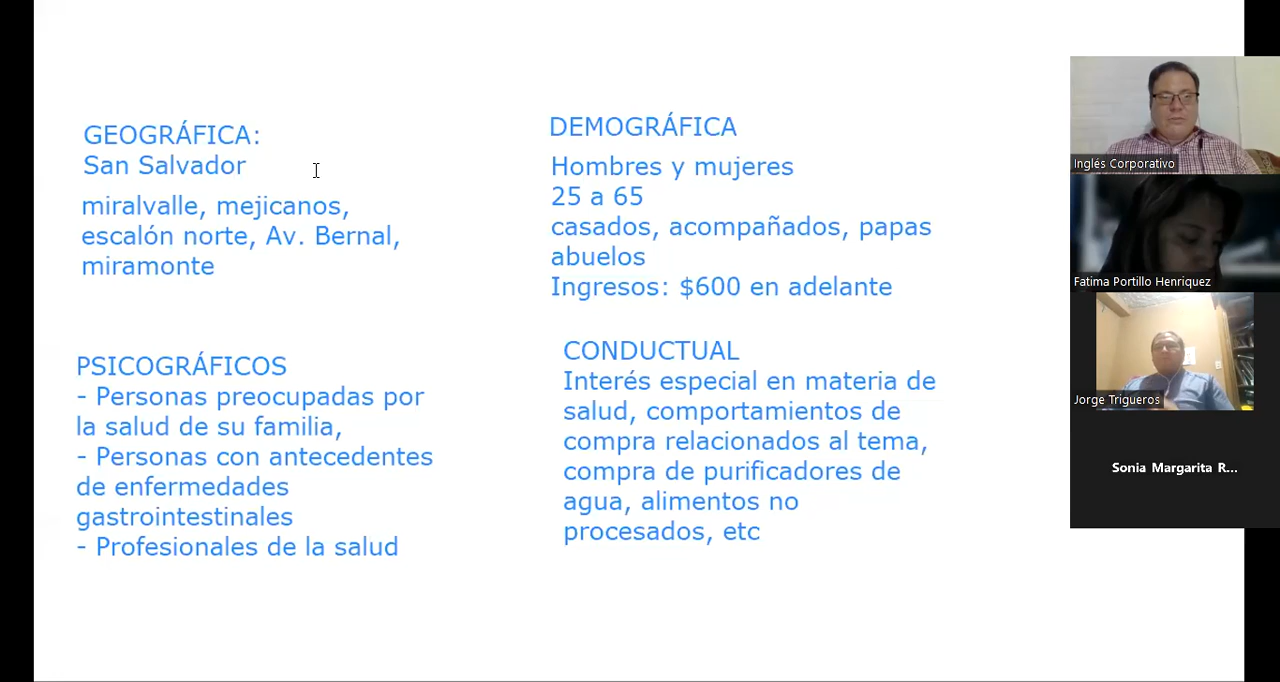 GEOGRÁFICA:
San Salvador
miralvalle, mejicanos,
escalón norte, Av. Bernal,
miramonte
DEMOGRÁFICA
Hombres y mujeres
25 a 65
casados, acompañados, papas
abuelos
Ingresos: $600 en adelante
PSICOGRÁFICOS
- Personas preocupadas por
la salud de su familia,
- Personas con antecedentes
de enfermedades
gastrointestinales
- Profesionales de la salud
CONDUCTUAL
Interés especial en materia de
salud, comportamientos de
compra relacionados al tema,
compra de purificadores de
agua, alimentos no
procesados, etc
Inglés Corporativo
Fatima Portillo Henriquez
Jorge Trigueros
Sonia Margarita R...